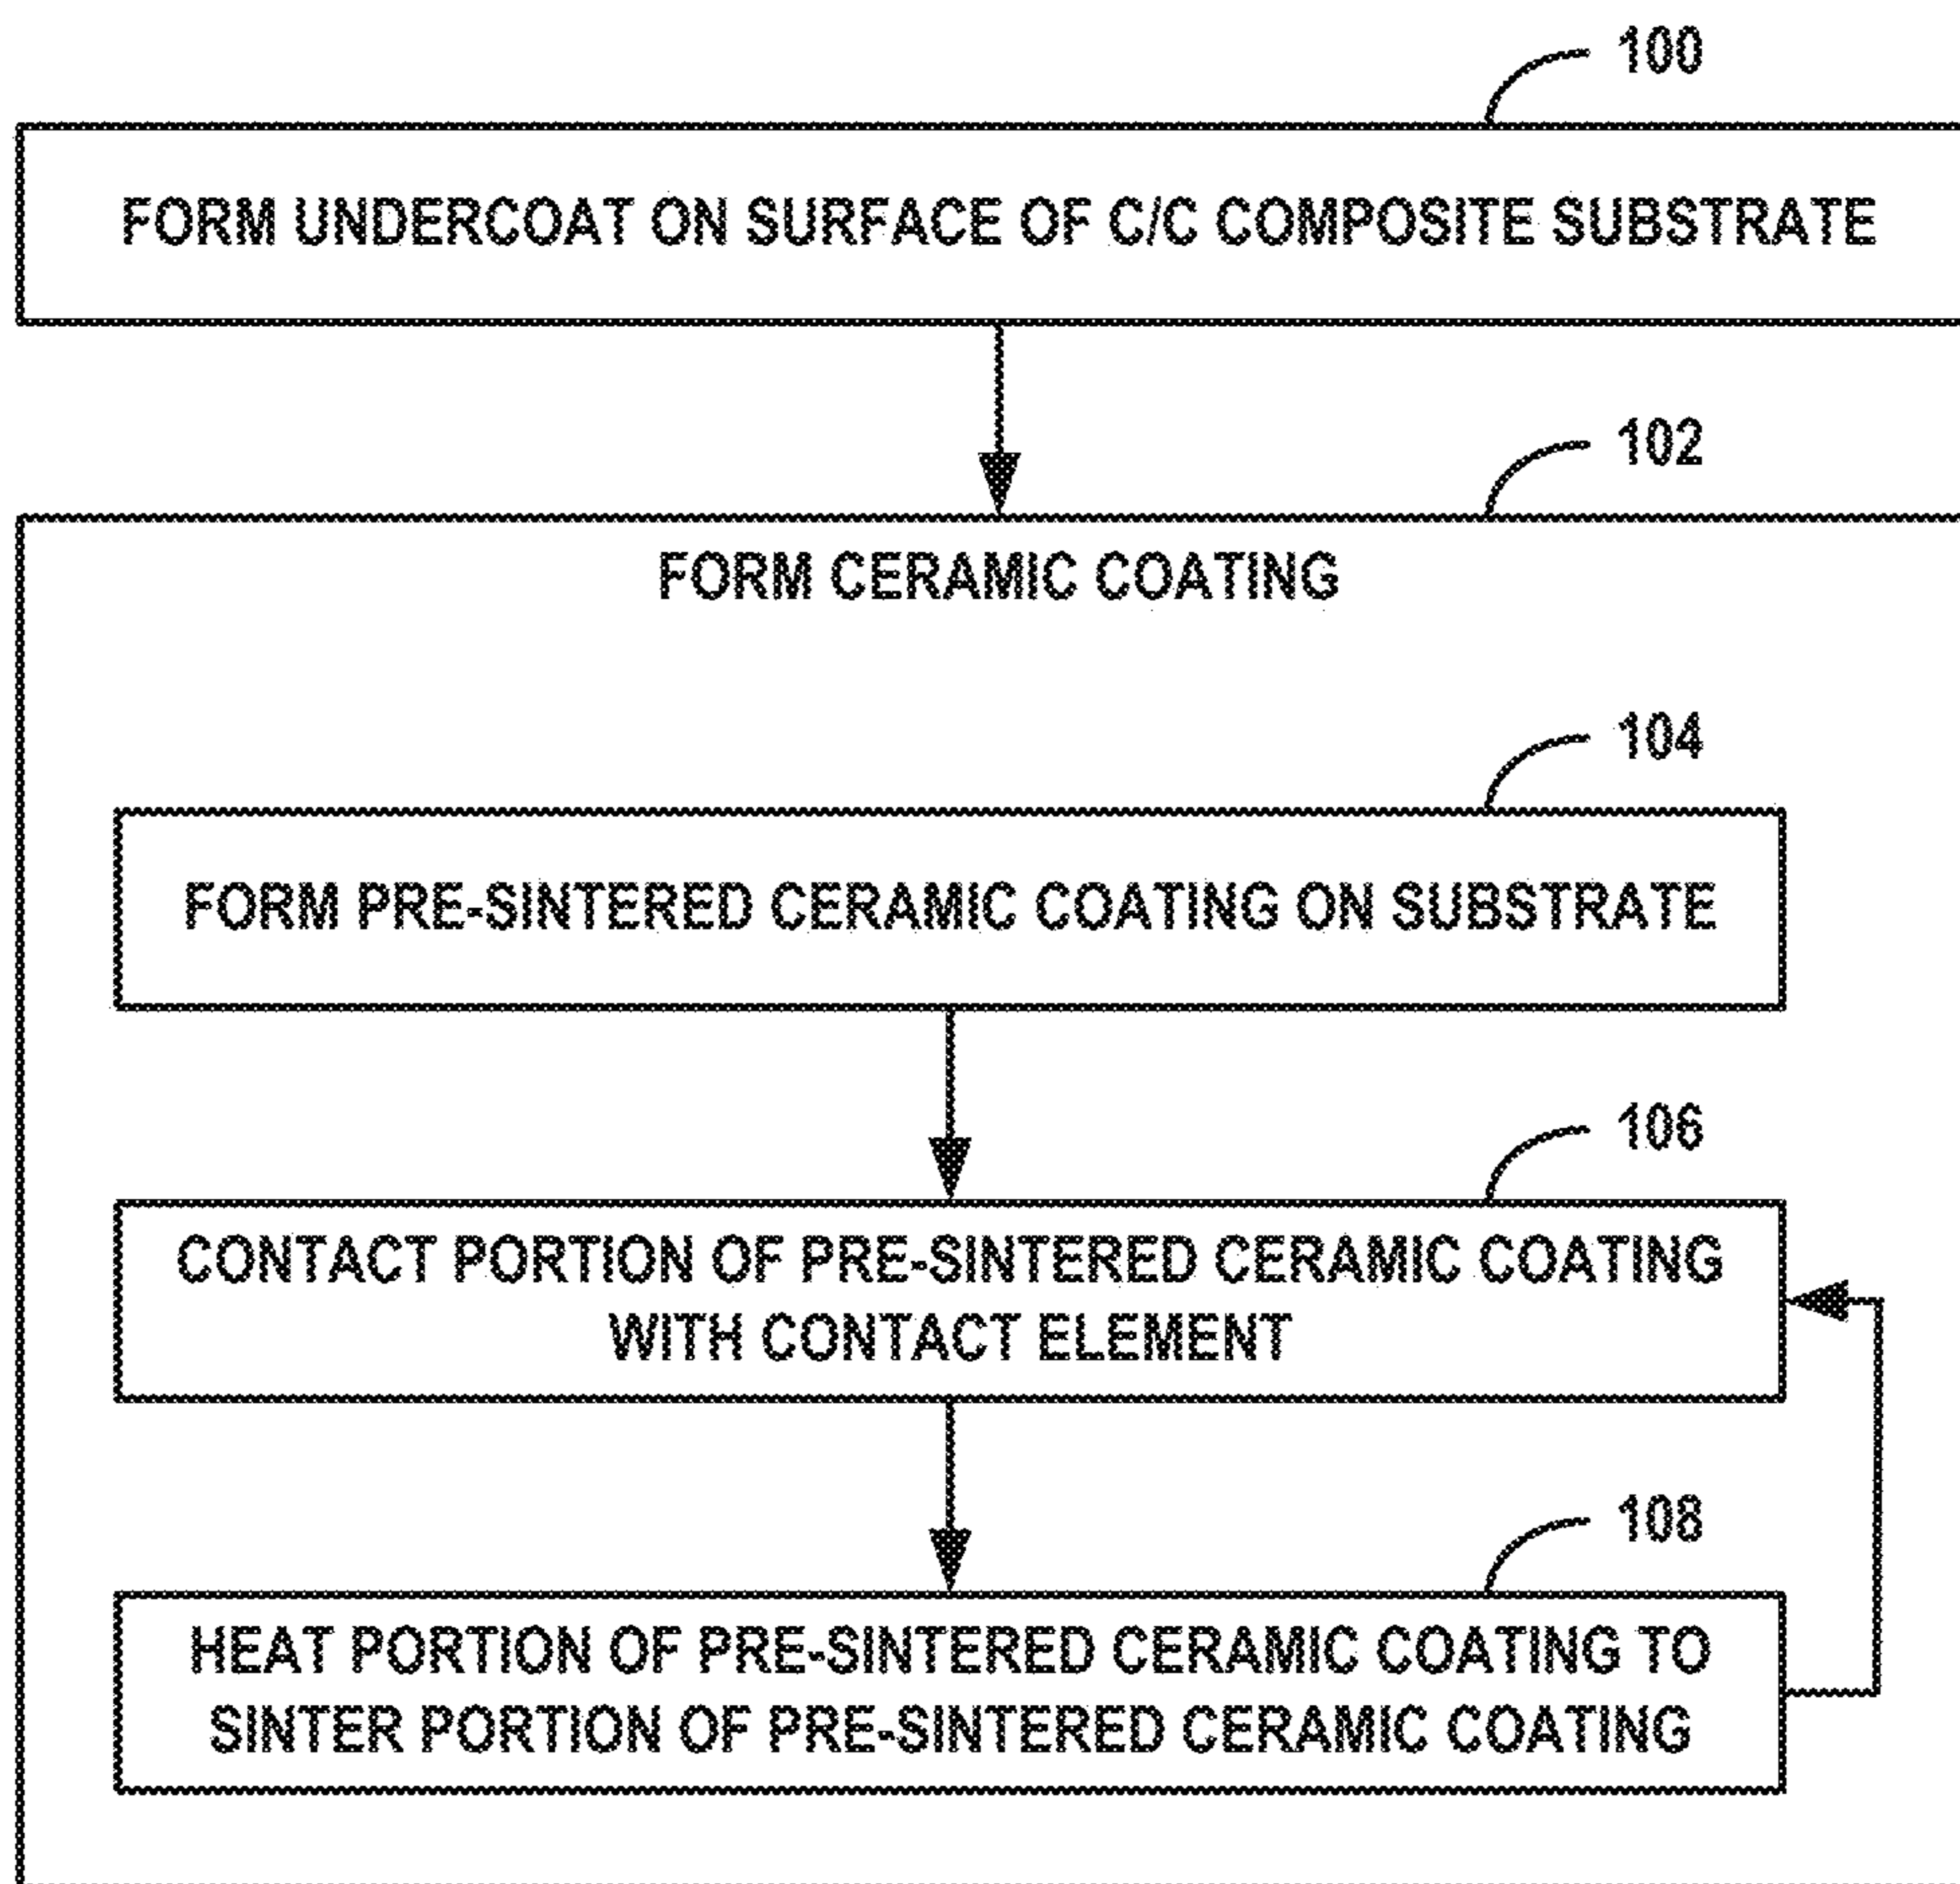 100
FORM UNDERCOAT ON SURFACE OF C/C COMPOSITE SUBSTRATE
102
FORM CERAMIC COATING
104
FORM PRE-SINTERED CERAMIC COATING ON SUBSTRATE
106
CONTACT PORTION OF PRE-SINTERED CERAMIC COATING
WITH CONTACT ELEMENT
108
HEAT PORTION OF PRE-SINTERED CERAMIC COATING TO
SINTER PORTION OF PRE-SINTERED CERAMIC COATING